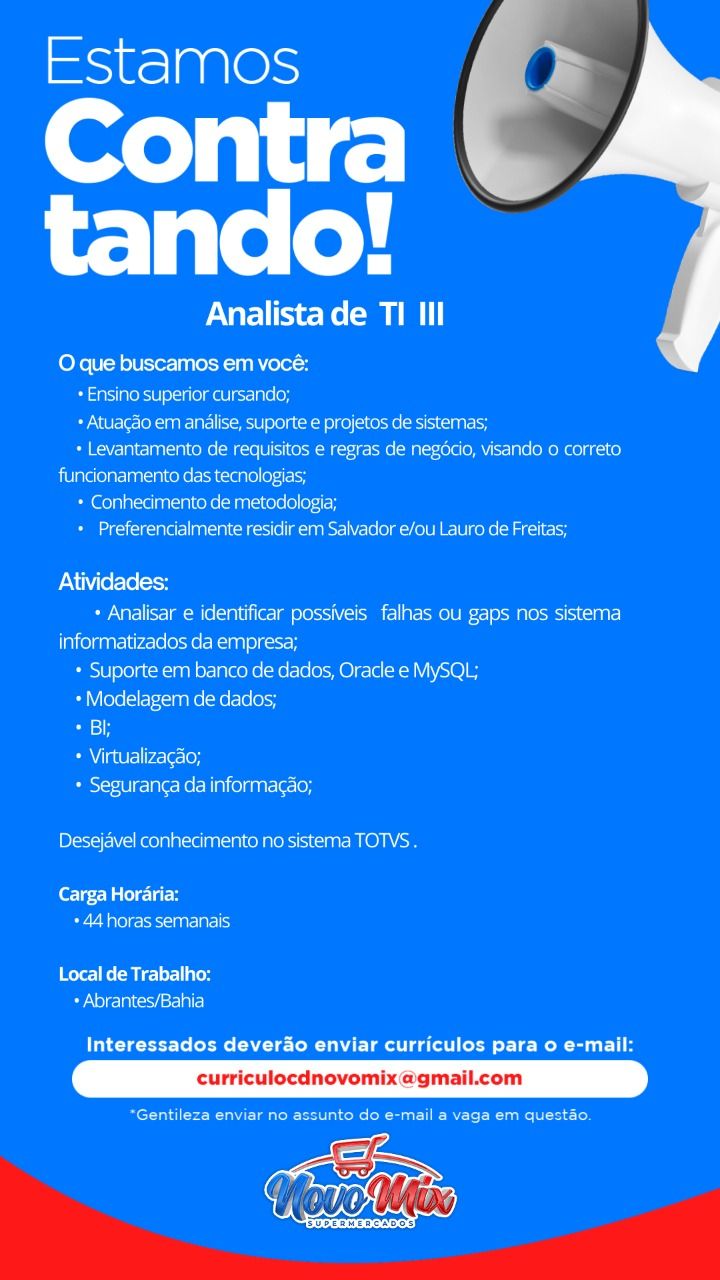 Estamos
Contra
tando!
Analista de TI III
O que buscamos em você:
• Ensino superior cursando;
• Atuação em análise, suporte e projetos de sistemas;
• Levantamento de requisitos e regras de negócio, visando o correto
funcionamento das tecnologias;
• Conhecimento de metodologia;
• Preferencialmente residir em Salvador e/ou Lauro de Freitas;
Atividades:
• Analisar e identificar possíveis falhas ou gaps nos sistema
informatizados da empresa;
• Suporte em banco de dados, Oracle e MySQL;
• Modelagem de dados;
• BI;
• Virtualização;
• Segurança da informação;
Desejável conhecimento no sistema TOTVS .
Carga Horária:
• 44 horas semanais
Local de Trabalho:
• Abrantes/Bahia
Interessados deverão enviar currículos para o e-mail:
curriculocdnovomix@gmail.com
*Gentileza enviar no assunto do e-mail a vaga em questão.
Novo Mix
SUPERMERCADOS